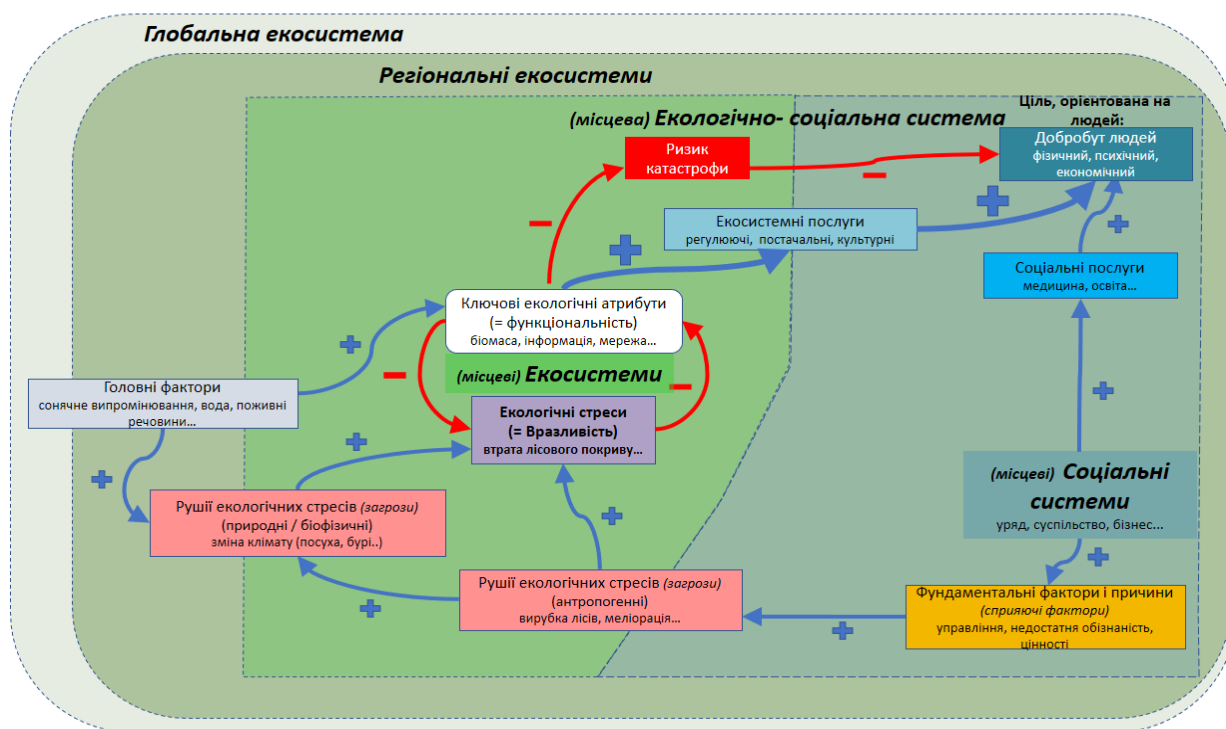 Глобальна екосистема
Регіональні екосистеми
(місцева) Екологічно- соціальна система
Ціль, орієнтована на
людей:
Добробут людей
фізичний, психічний,
економічний
Ризик
катастрофи
Екосистемні послуги
регулюючі, постачальні, культурні
Соціальні послуги
медицина, освіта...
Ключові екологічні атрибути
(= функціональність)
біомаса, інформація, мережа...
(місцеві) Екосистеми
Головні фактори
сонячне випромінювання, вода, поживні
речовини...
Екологічні стреси
(= Вразливість)
втрата лісового покриву...
(місцеві) Соціальні
системи
уряд, суспільство, бізнес...
Рушії екологічних стресів (загрози)
(природні / біофізичні)
зміна клімату (посуха, бурі..)
Рушії екологічних стресів (загрози)
(антропогенні)
вирубка лісів, меліорація...
Фундаментальні фактори і причини
(сприяючі фактори)
управління, недостатня обізнаність,
цінності